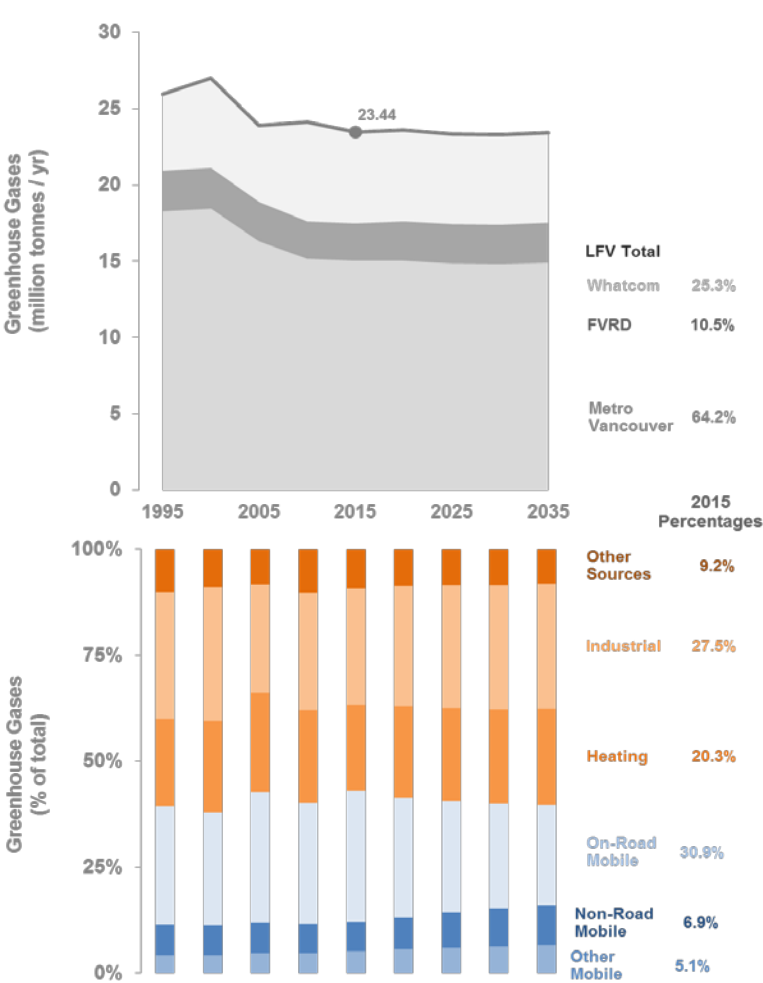 Greenhouse Gases
(million tonnes / yr)
30
25
20
15
10
5
0
23.44
LFV Total
Whatcom 25.3%
FVRD 10.5%
Metro
Vancouver 64.2%
1995 2005 2015 2025 2035
2015
Percentages
Greenhouse Gases
(% of total)
100%
75%
50%
25%
0%
Other
Sources 9.2%
Industrial 27.5%
Heating 20.3%
On-Road
Mobile 30.9%
Non-Road
Mobile 6.9%
Other
Mobile 5.1%